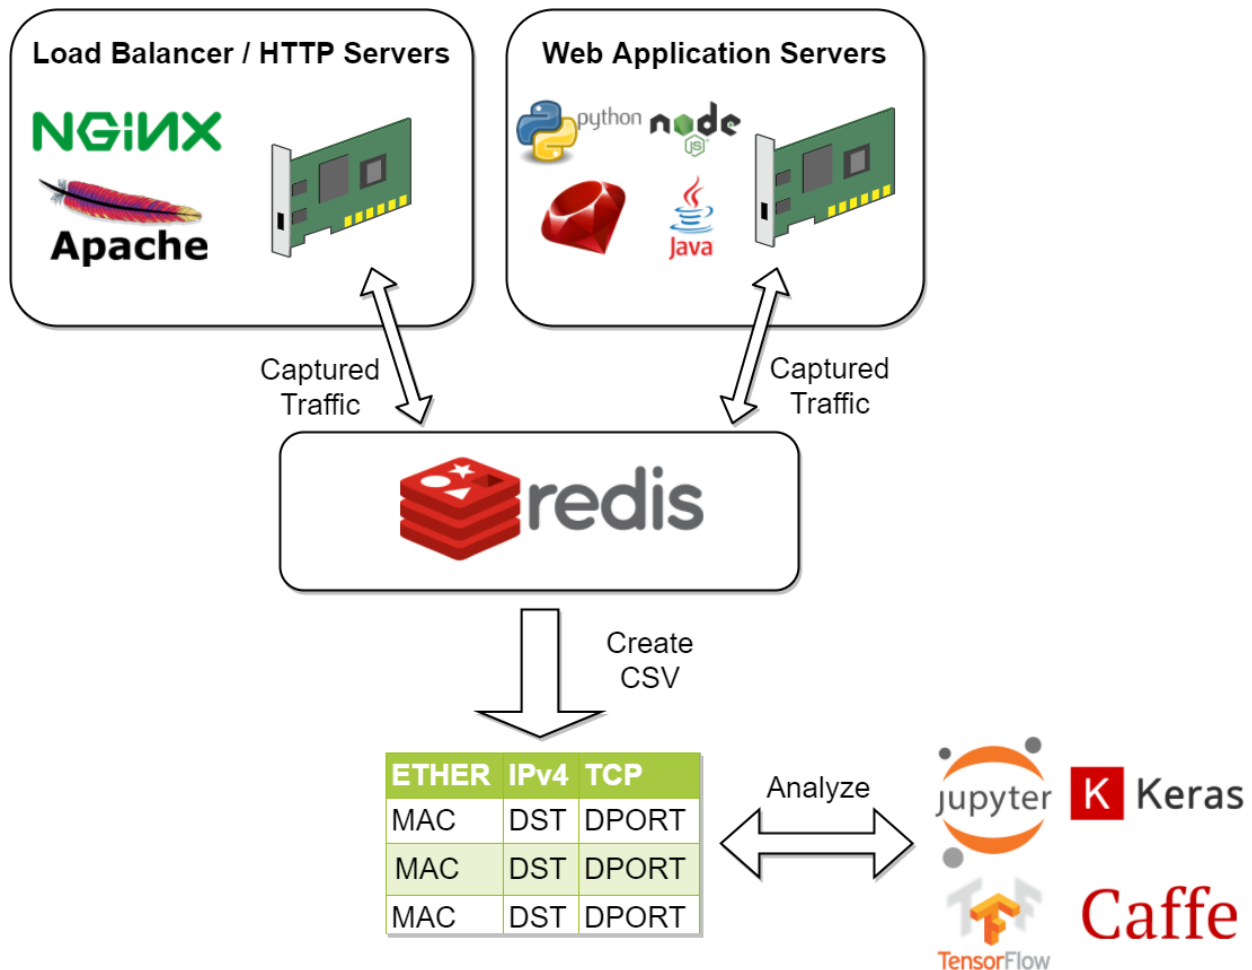 Load Balancer / HTTP Servers
NGiNX
Apache
Web Application Servers
python
node
JS
Java
Captured
Traffic
Captured
Traffic
redis
Create
CSV
ETHER IPv4 TCP
MAC DST DPORT
MAC DST DPORT
MAC DST DPORT
Analyze
jupyter
K Keras
TensorFlow
Caffe